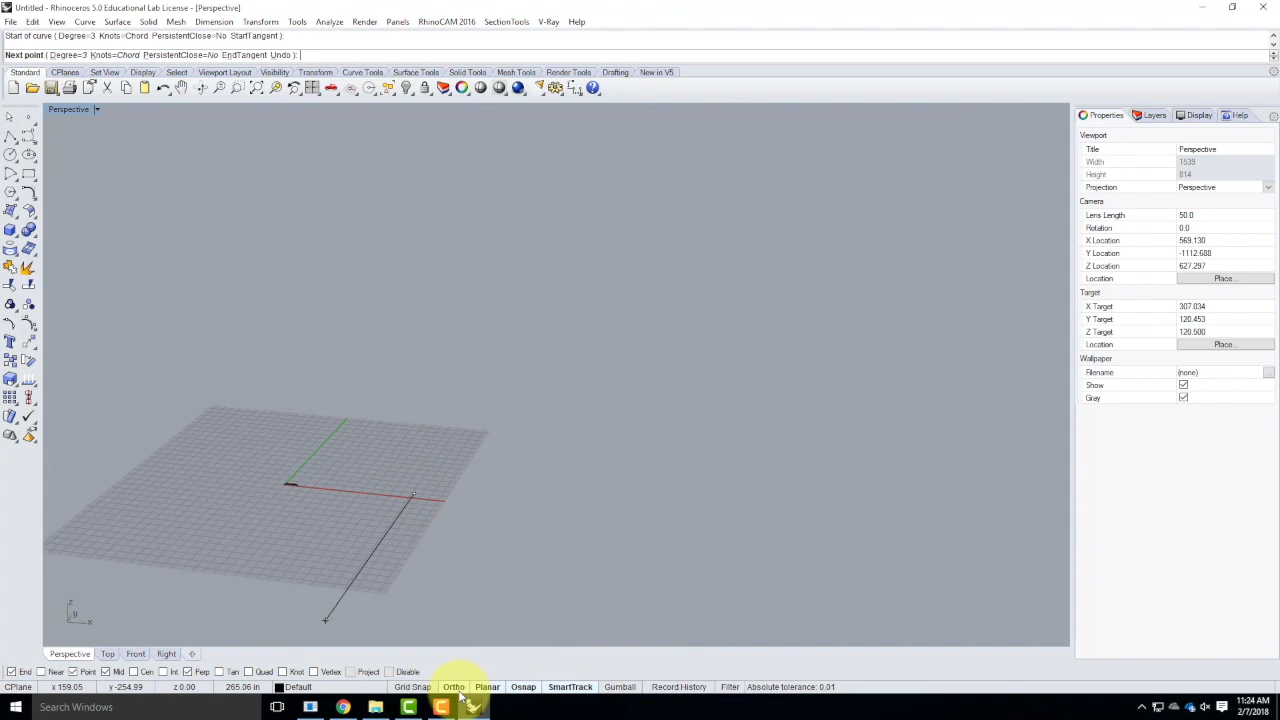 Untitled - Rhinoceros 5.0 Educational Lab License - [Perspective]
File Edit View Curve Surface Solid Mesh Dimension Transform Tools Analyze Render Panels RhinoCAM 2016 SectionTools V-Ray Help
Start of curve ( Degree=3 Knots=Chord PersistentClose=No StartTangent ):
Next point ( Degree=3 Knots=Chord PersistentClose=No EndTangent Undo ):
Standard CPlanes Set View Display Select Viewport Layout Visibility Transform Curve Tools Surface Tools Solid Tools Mesh Tools Render Tools Drafting New in V5
Perspective
Properties Layers Display Help
Viewport
Title Perspective
Width 1539
Height 814
Projection Perspective
Camera
Lens Length 50.0
Rotation 0.0
X Location 569.130
Y Location -1112.688
Z Location 627.297
Location Place...
Target
X Target 307.034
Y Target 120.453
Z Target 120.500
Location Place...
Wallpaper
Filename (none)
Show
Gray
z
y
x
Perspective Top Front Right
End Near Point Mid Cen Int Perp Tan Quad Knot Vertex Project Disable
CPlane x 159.05 y -254.99 z 0.00 265.06 in Default Grid Snap Ortho Planar Osnap SmartTrack Gumball Record History Filter Absolute tolerance: 0.01
Search Windows
11:24 AM
2/7/2018